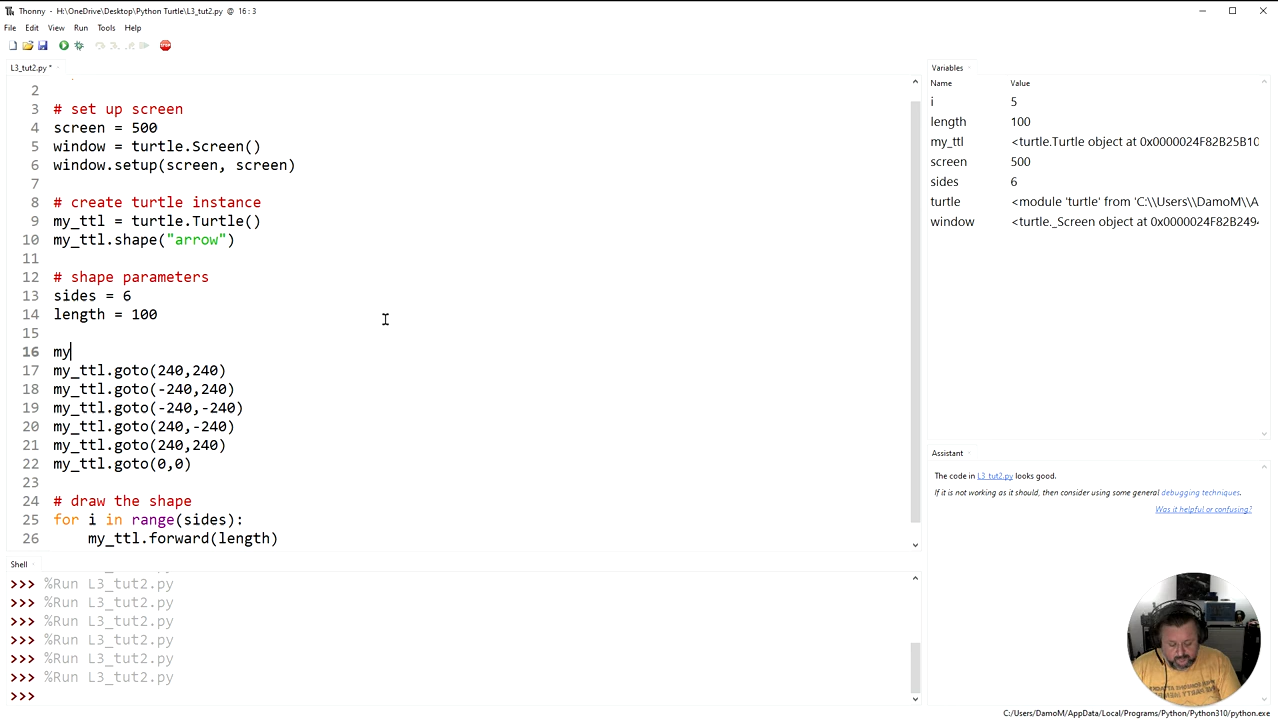 Thonny - H:\OneDrive\Desktop\Python Turtle\L3_tut2.py @ 16 : 3
File Edit View Run Tools Help
L3_tut2.py *
2
3 # set up screen
4 screen = 500
5 window = turtle.Screen()
6 window.setup(screen, screen)
7
8 # create turtle instance
9 my_ttl = turtle.Turtle()
10 my_ttl.shape("arrow")
11
12 # shape parameters
13 sides = 6
14 length = 100
15
16 my
17 my_ttl.goto(240,240)
18 my_ttl.goto(-240,240)
19 my_ttl.goto(-240,-240)
20 my_ttl.goto(240,-240)
21 my_ttl.goto(240,240)
22 my_ttl.goto(0,0)
23
24 # draw the shape
25 for i in range(sides):
26 my_ttl.forward(length)
Shell
>>> %Run L3_tut2.py
>>> %Run L3_tut2.py
>>> %Run L3_tut2.py
>>> %Run L3_tut2.py
>>> %Run L3_tut2.py
>>> %Run L3_tut2.py
>>>
Variables
Name Value
i 5
length 100
my_ttl <turtle.Turtle object at 0x0000024F82B25B10
screen 500
sides 6
turtle <module 'turtle' from 'C:\\Users\\DamoM\\A
window <turtle._Screen object at 0x0000024F82B249
Assistant
The code in L3_tut2.py looks good.
If it is not working as it should, then consider using some general debugging techniques.
Was it helpful or confusing?
C:/Users/DamoM/AppData/Local/Programs/Python/Python310/python.exe